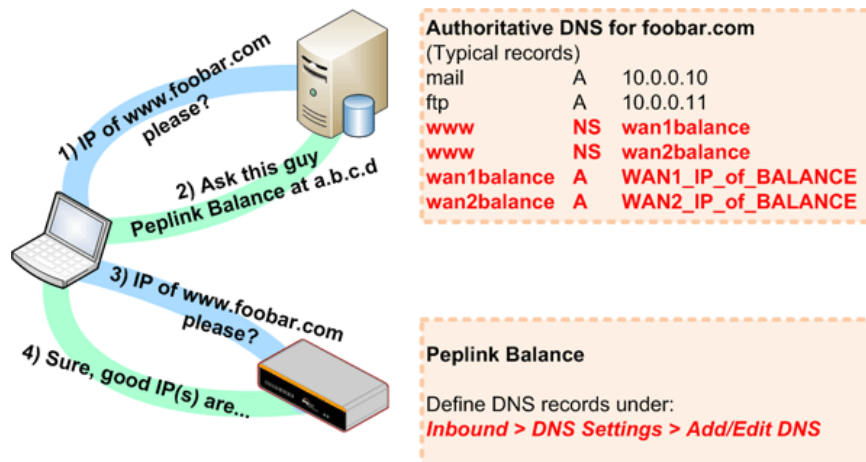 1) IP of www.foobar.com
please?
2) Ask this guy
Peplink Balance at a.b.c.d
3) IP of www.foobar.com
please?
4) Sure, good IP(s) are...
Authoritative DNS for foobar.com
(Typical records)
mail A 10.0.0.10
ftp A 10.0.0.11
www NS wan1balance
www NS wan2balance
wan1balance A WAN1_IP_of_BALANCE
wan2balance A WAN2_IP_of_BALANCE
Peplink Balance
Define DNS records under:
Inbound > DNS Settings > Add/Edit DNS